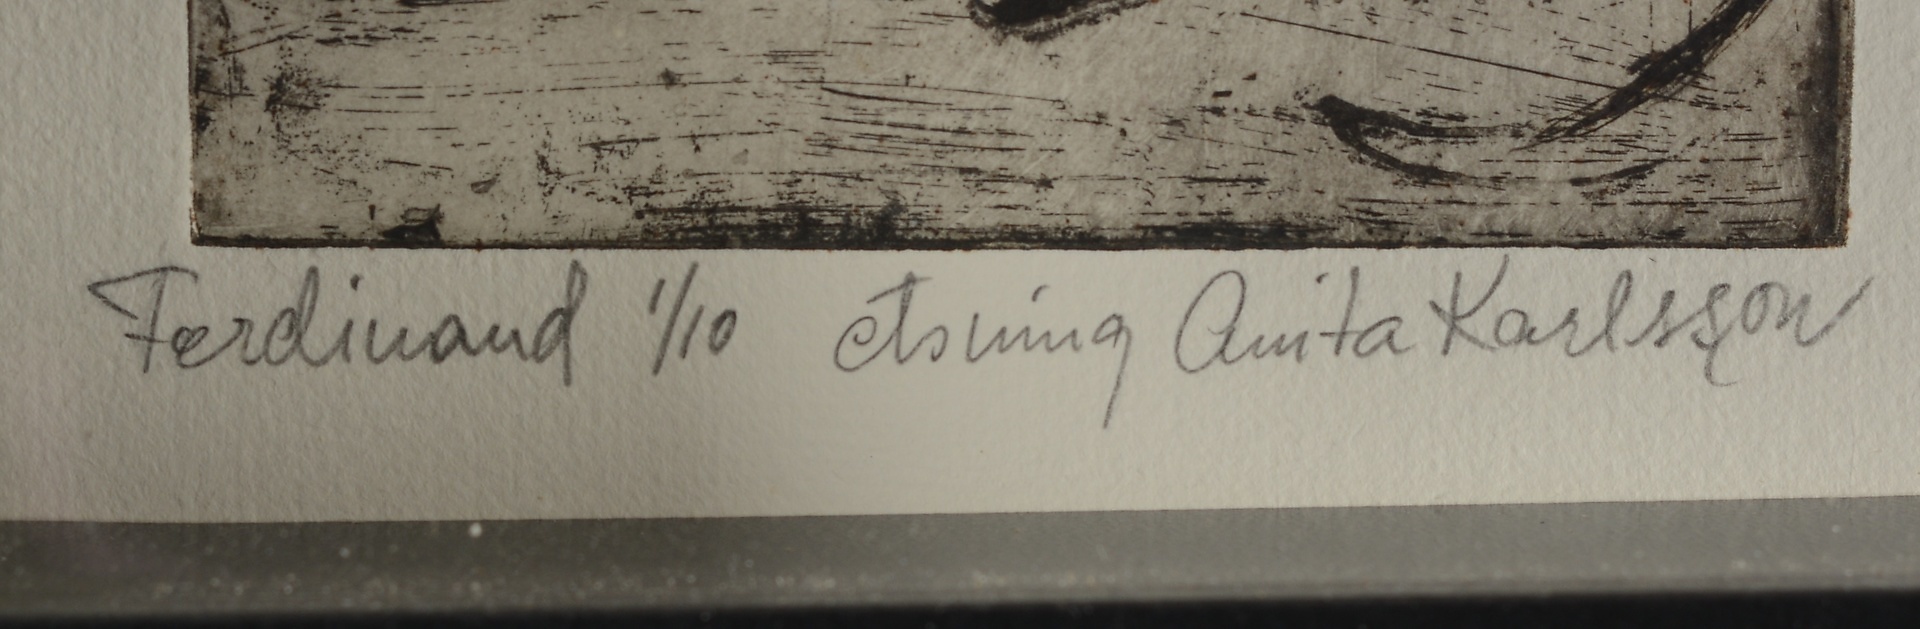 Ferdinand 1/10 etsning Anita Karlsson